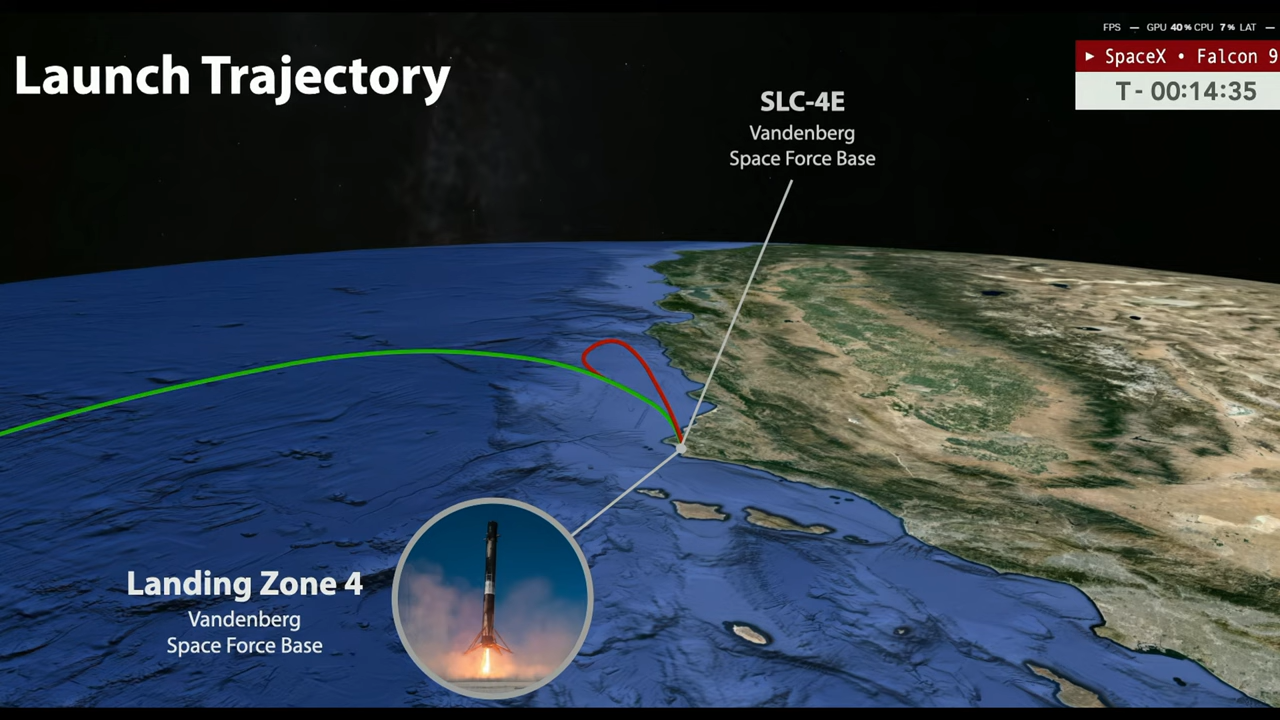 FPS — GPU 40% CPU 7% LAT —
Launch Trajectory
▶ SpaceX • Falcon 9
T- 00:14:35
SLC-4E
Vandenberg
Space Force Base
Landing Zone 4
Vandenberg
Space Force Base